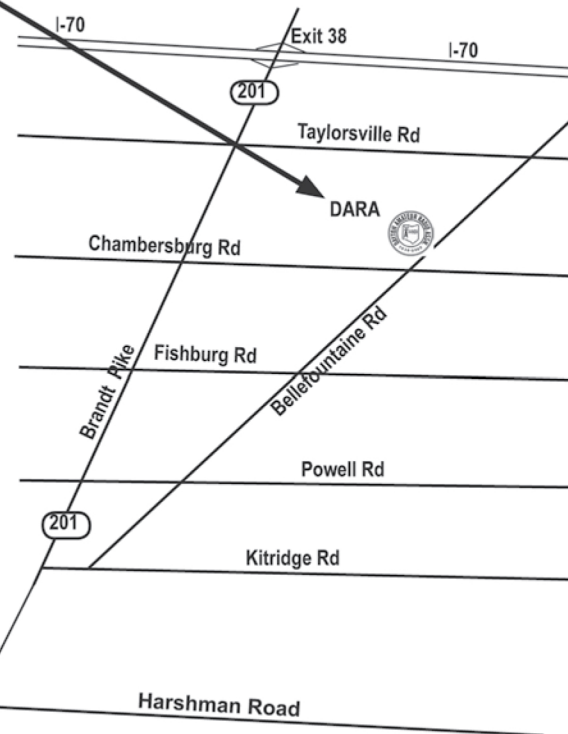 I-70
Exit 38
I-70
201
Taylorsville Rd
DARA
Chambersburg Rd
Fishburg Rd
Brandt Pike
Bellefountaine Rd
Powell Rd
201
Kitridge Rd
Harshman Road